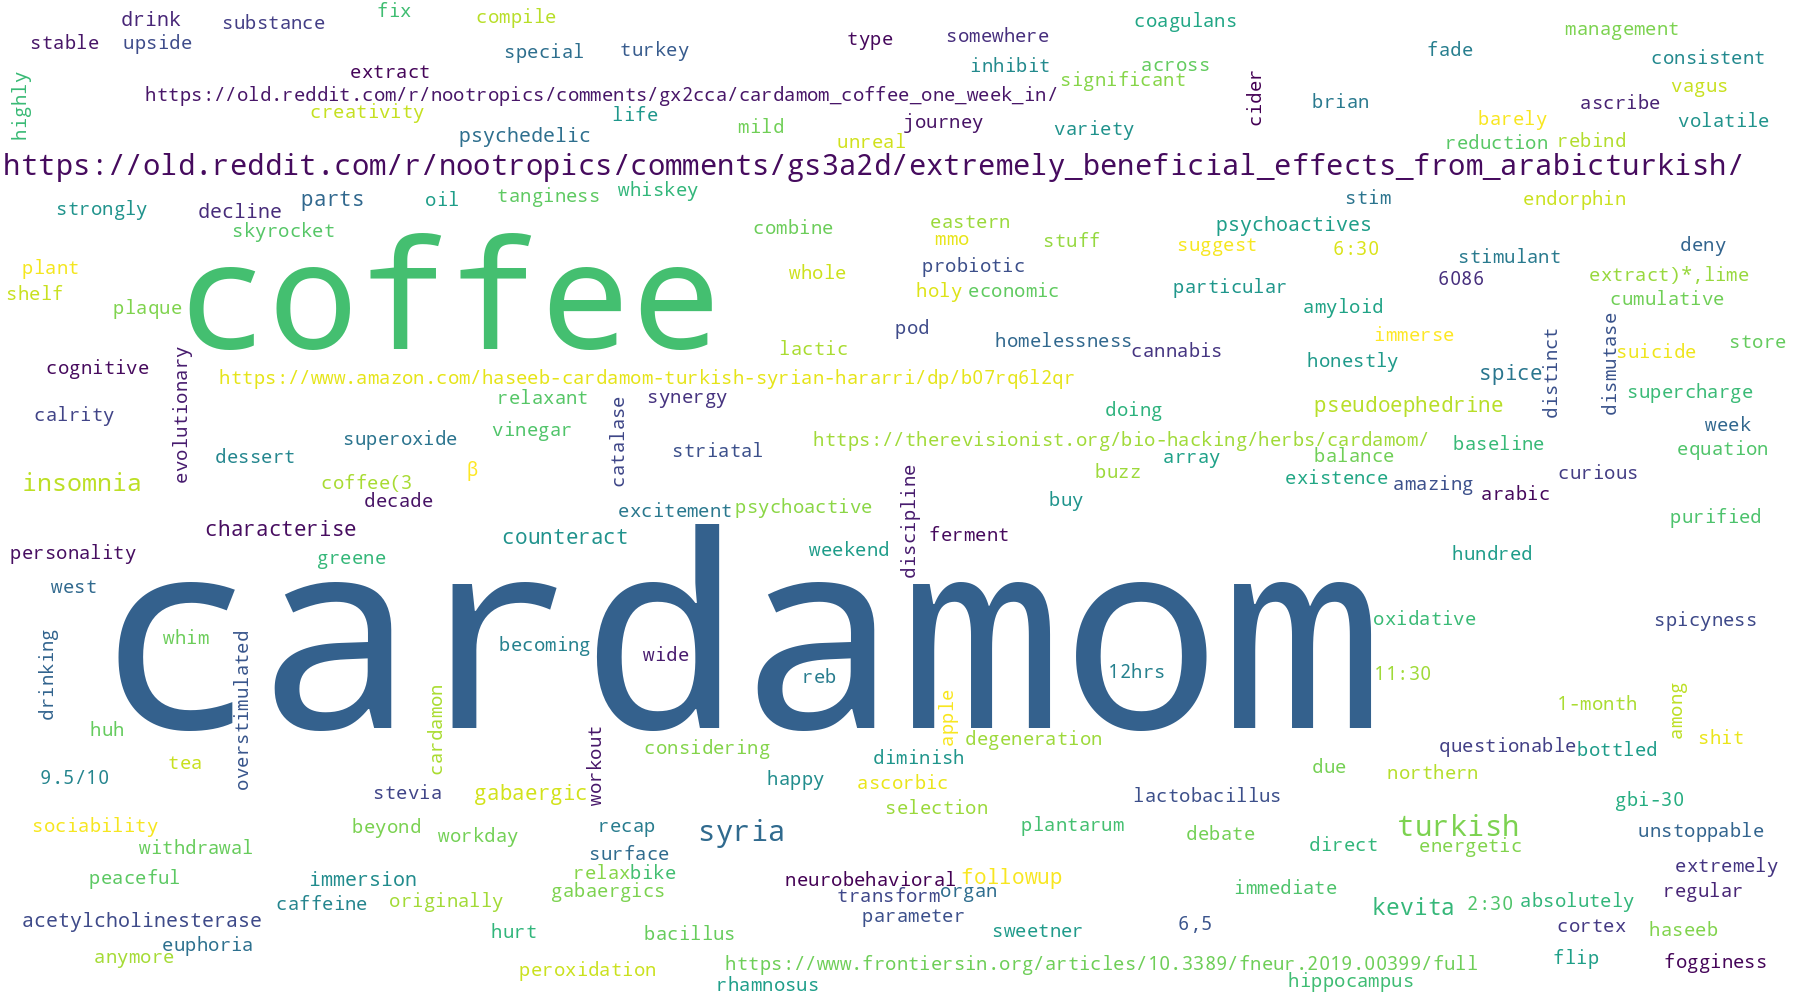 fix
compile
drink
substance
coagulans
management
stable
upside
special
turkey
type
somewhere
fade
consistent
extract
inhibit
across
significant
highly
https://old.reddit.com/r/nootropics/comments/gx2cca/cardamom_coffee_one_week_in/
cider
brian
ascribe
vagus
creativity
life
journey
barely
volatile
psychedelic
mild
unreal
variety
reduction
rebind
https://old.reddit.com/r/nootropics/comments/gs3a2d/extremely_beneficial_effects_from_arabicturkish/
strongly
decline
parts
oil
tanginess
whiskey
stim
endorphin
skyrocket
combine
eastern
psychoactives
mmo
stuff
suggest
6:30
deny
coffee
plant
whole
probiotic
stimulant
6086
extract)*,lime
shelf
holy
economic
particular
cumulative
plaque
amyloid
pod
homelessness
immerse
distinct
dismutase
store
lactic
cannabis
honestly
suicide
cognitive
evolutionary
https://www.amazon.com/haseeb-cardamom-turkish-syrian-hararri/dp/b07rq6l2qr
spice
relaxant
synergy
supercharge
calrity
doing
pseudoephedrine
week
vinegar
catalase
superoxide
https://therevisionist.org/bio-hacking/herbs/cardamom/
baseline
equation
dessert
striatal
array
balance
insomnia
coffee(3
β
buzz
existence
amazing
curious
decade
buy
arabic
characterise
excitement
psychoactive
discipline
purified
personality
counteract
ferment
greene
weekend
hundred
west
cardamom
oxidative
spicyness
drinking
whim
overstimulated
becoming
wide
reb
12hrs
11:30
huh
cardamon
apple
1-month
among
workout
considering
degeneration
questionable
bottled
shit
9.5/10
tea
diminish
due
northern
happy
ascorbic
stevia
gabaergic
selection
lactobacillus
gbi-30
sociability
beyond
workday
recap
syria
plantarum
debate
turkish
unstoppable
withdrawal
surface
direct
energetic
peaceful
immersion
relax
bike
neurobehavioral
followup
extremely
caffeine
originally
gabaergics
transform
organ
immediate
regular
acetylcholinesterase
parameter
kevita
2:30
absolutely
euphoria
hurt
bacillus
sweetner
6,5
cortex
haseeb
anymore
peroxidation
https://www.frontiersin.org/articles/10.3389/fneur.2019.00399/full
flip
fogginess
rhamnosus
hippocampus